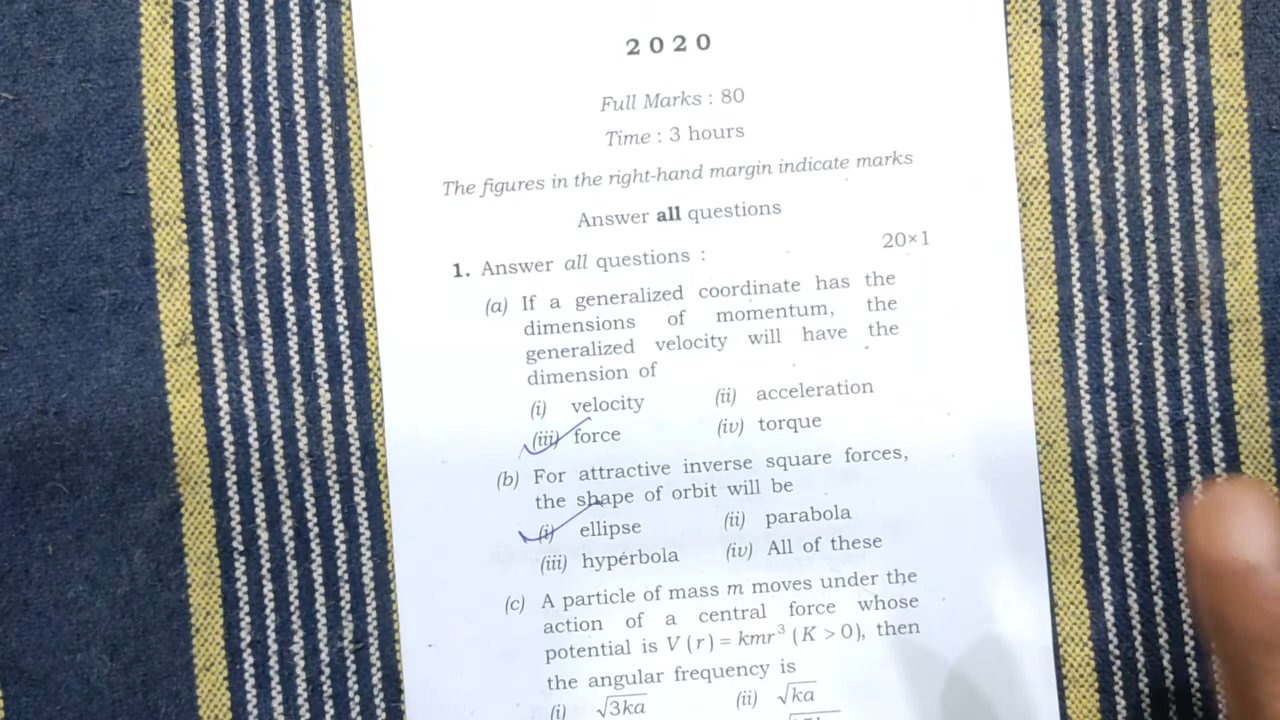 2020
Full Marks : 80
Time : 3 hours
The figures in the right-hand margin indicate marks
Answer all questions
1. Answer all questions : 20×1
(a) If a generalized coordinate has the
dimensions of momentum, the
generalized velocity will have the
dimension of
(i) velocity (ii) acceleration
(iii) force (iv) torque
(b) For attractive inverse square forces,
the shape of orbit will be
(i) ellipse (ii) parabola
(iii) hyperbola (iv) All of these
(c) A particle of mass m moves under the
action of a central force whose
potential is V(r) = kmr³ (K > 0), then
the angular frequency is
(i) √3ka (ii) √ka